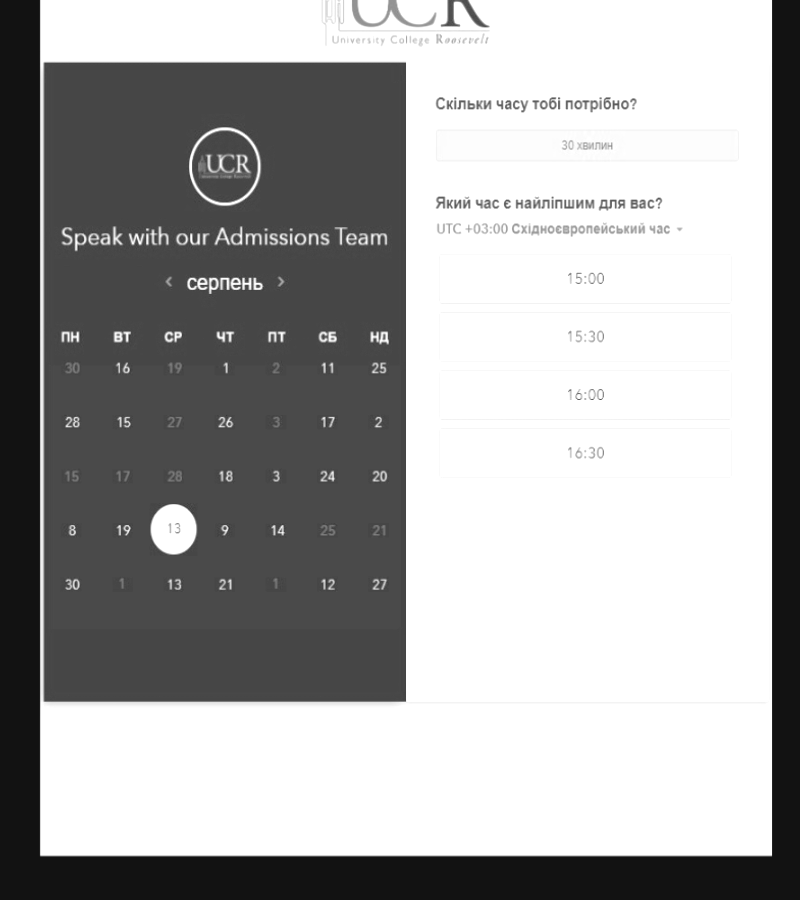 UCR
University College Roosevelt
UCR
Speak with our Admissions Team
‹ серпень ›
ПН ВТ СР ЧТ ПТ СБ НД
30 16 19 1 2 11 25
28 15 27 26 3 17 2
15 17 28 18 3 24 20
8 19 13 9 14 25 21
30 1 13 21 1 12 27
Скільки часу тобі потрібно?
30 хвилин
Який час є найліпшим для вас?
UTC +03:00 Східноєвропейський час
15:00
15:30
16:00
16:30